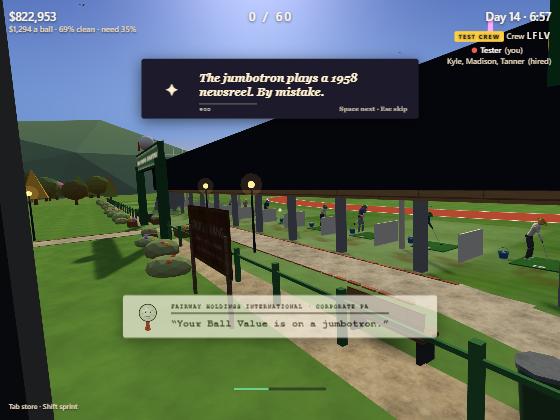 $822,953
0 / 60
Day 14 · 6:57
$1,294 a ball · 69% clean · need 35%
TEST CREW Crew LFLV
Tester (you)
Kyle, Madison, Tanner (hired)
The jumbotron plays a 1958
newsreel. By mistake.
Space next · Esc skip
FAIRWAY HOLDINGS INTERNATIONAL · CORPORATE PA
“Your Ball Value is on a jumbotron.”
Tab store · Shift sprint